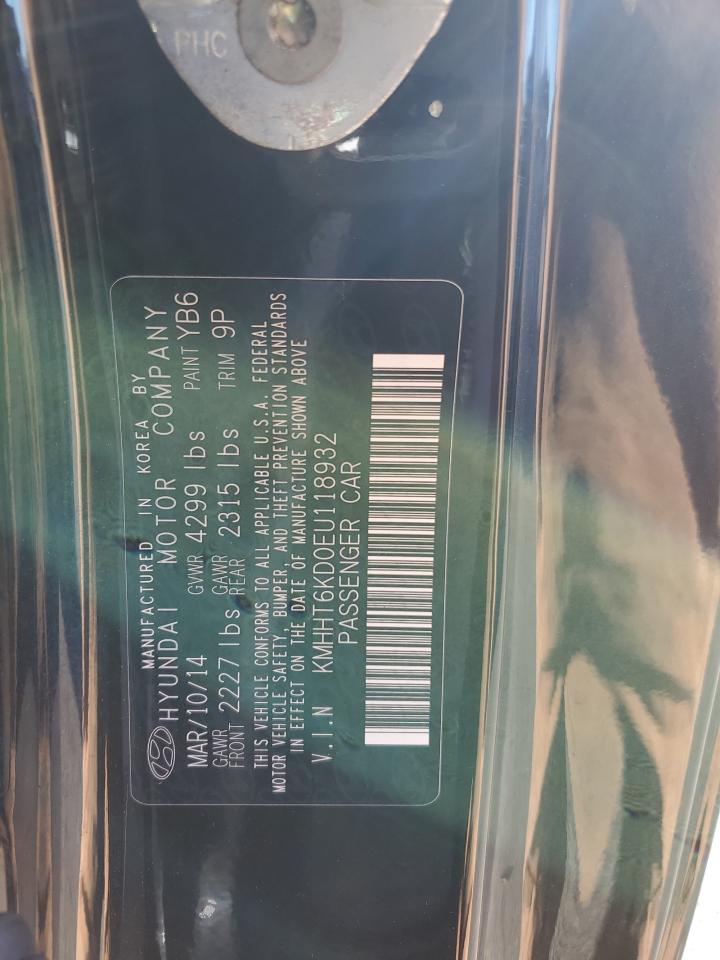 PHC
MANUFACTURED IN KOREA BY
HYUNDAI MOTOR COMPANY
MAR/10/14 GVWR 4299 lbs PAINT YB6
GAWR FRONT 2227 lbs GAWR REAR 2315 lbs TRIM 9P
THIS VEHICLE CONFORMS TO ALL APPLICABLE U.S.A. FEDERAL
MOTOR VEHICLE SAFETY, BUMPER, AND THEFT PREVENTION STANDARDS
IN EFFECT ON THE DATE OF MANUFACTURE SHOWN ABOVE
V.I.N KMHHT6KD0EU118932
PASSENGER CAR